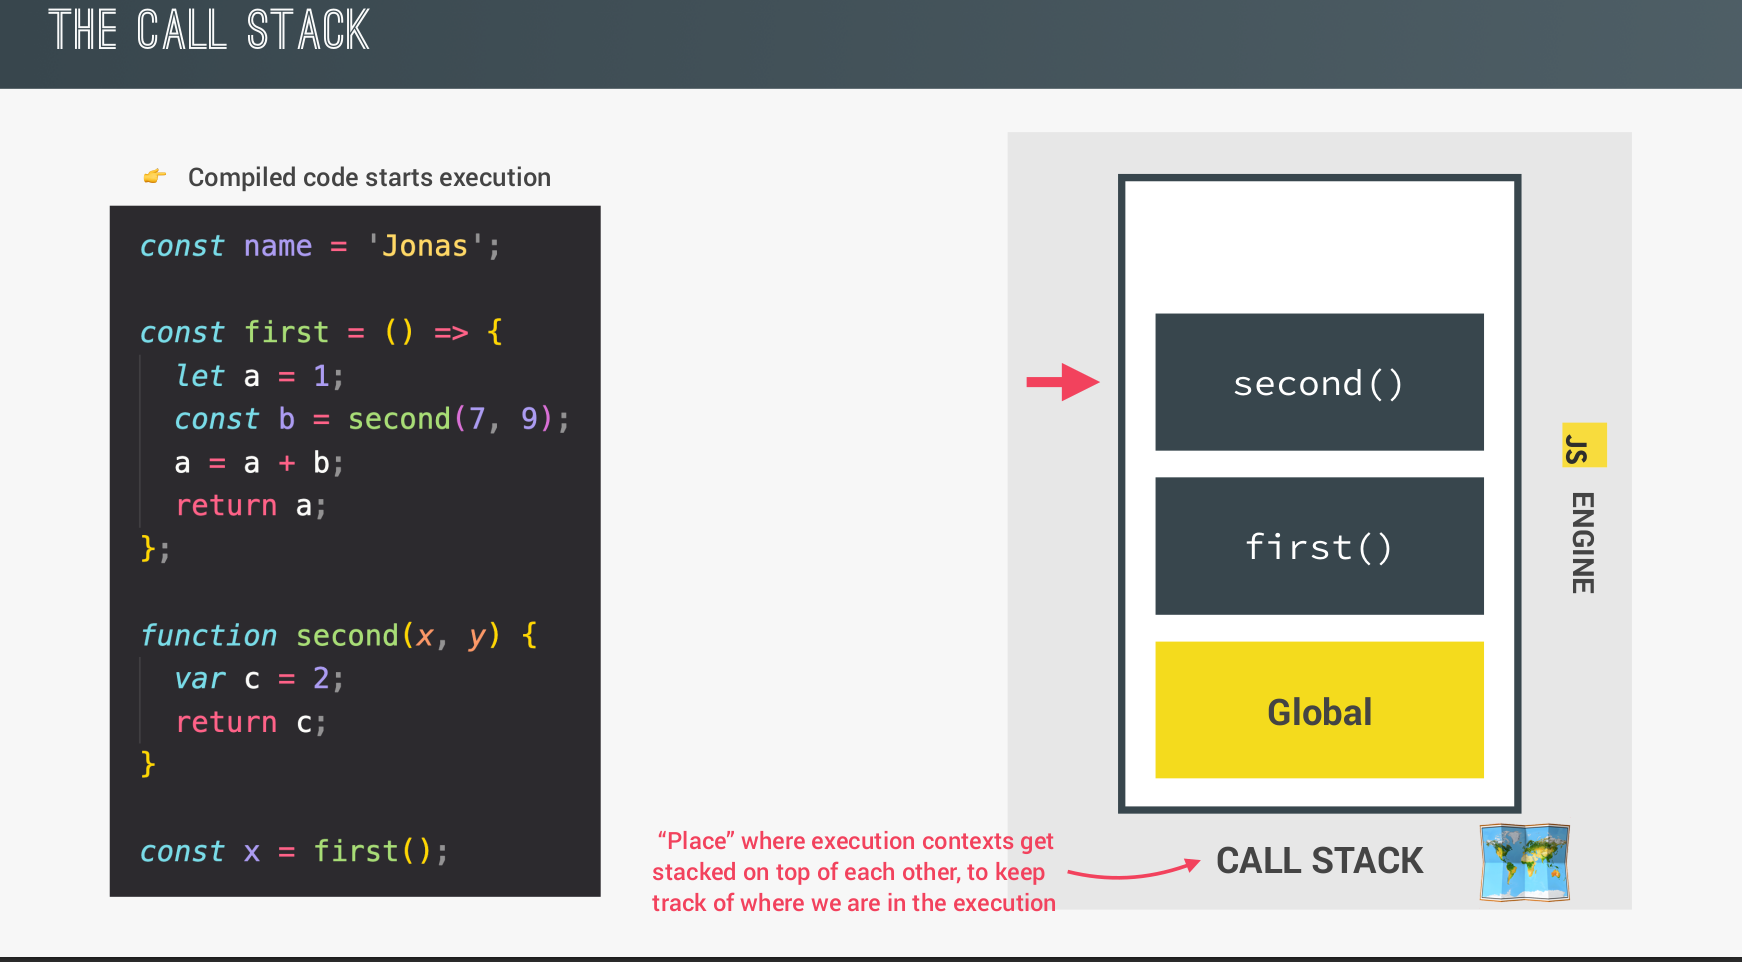 THE CALL STACK
Compiled code starts execution
const name = 'Jonas';
const first = () => {
let a = 1;
const b = second(7, 9);
a = a + b;
return a;
};
function second(x, y) {
var c = 2;
return c;
}
const x = first();
second()
first()
Global
JS ENGINE
“Place” where execution contexts get
stacked on top of each other, to keep
track of where we are in the execution
CALL STACK